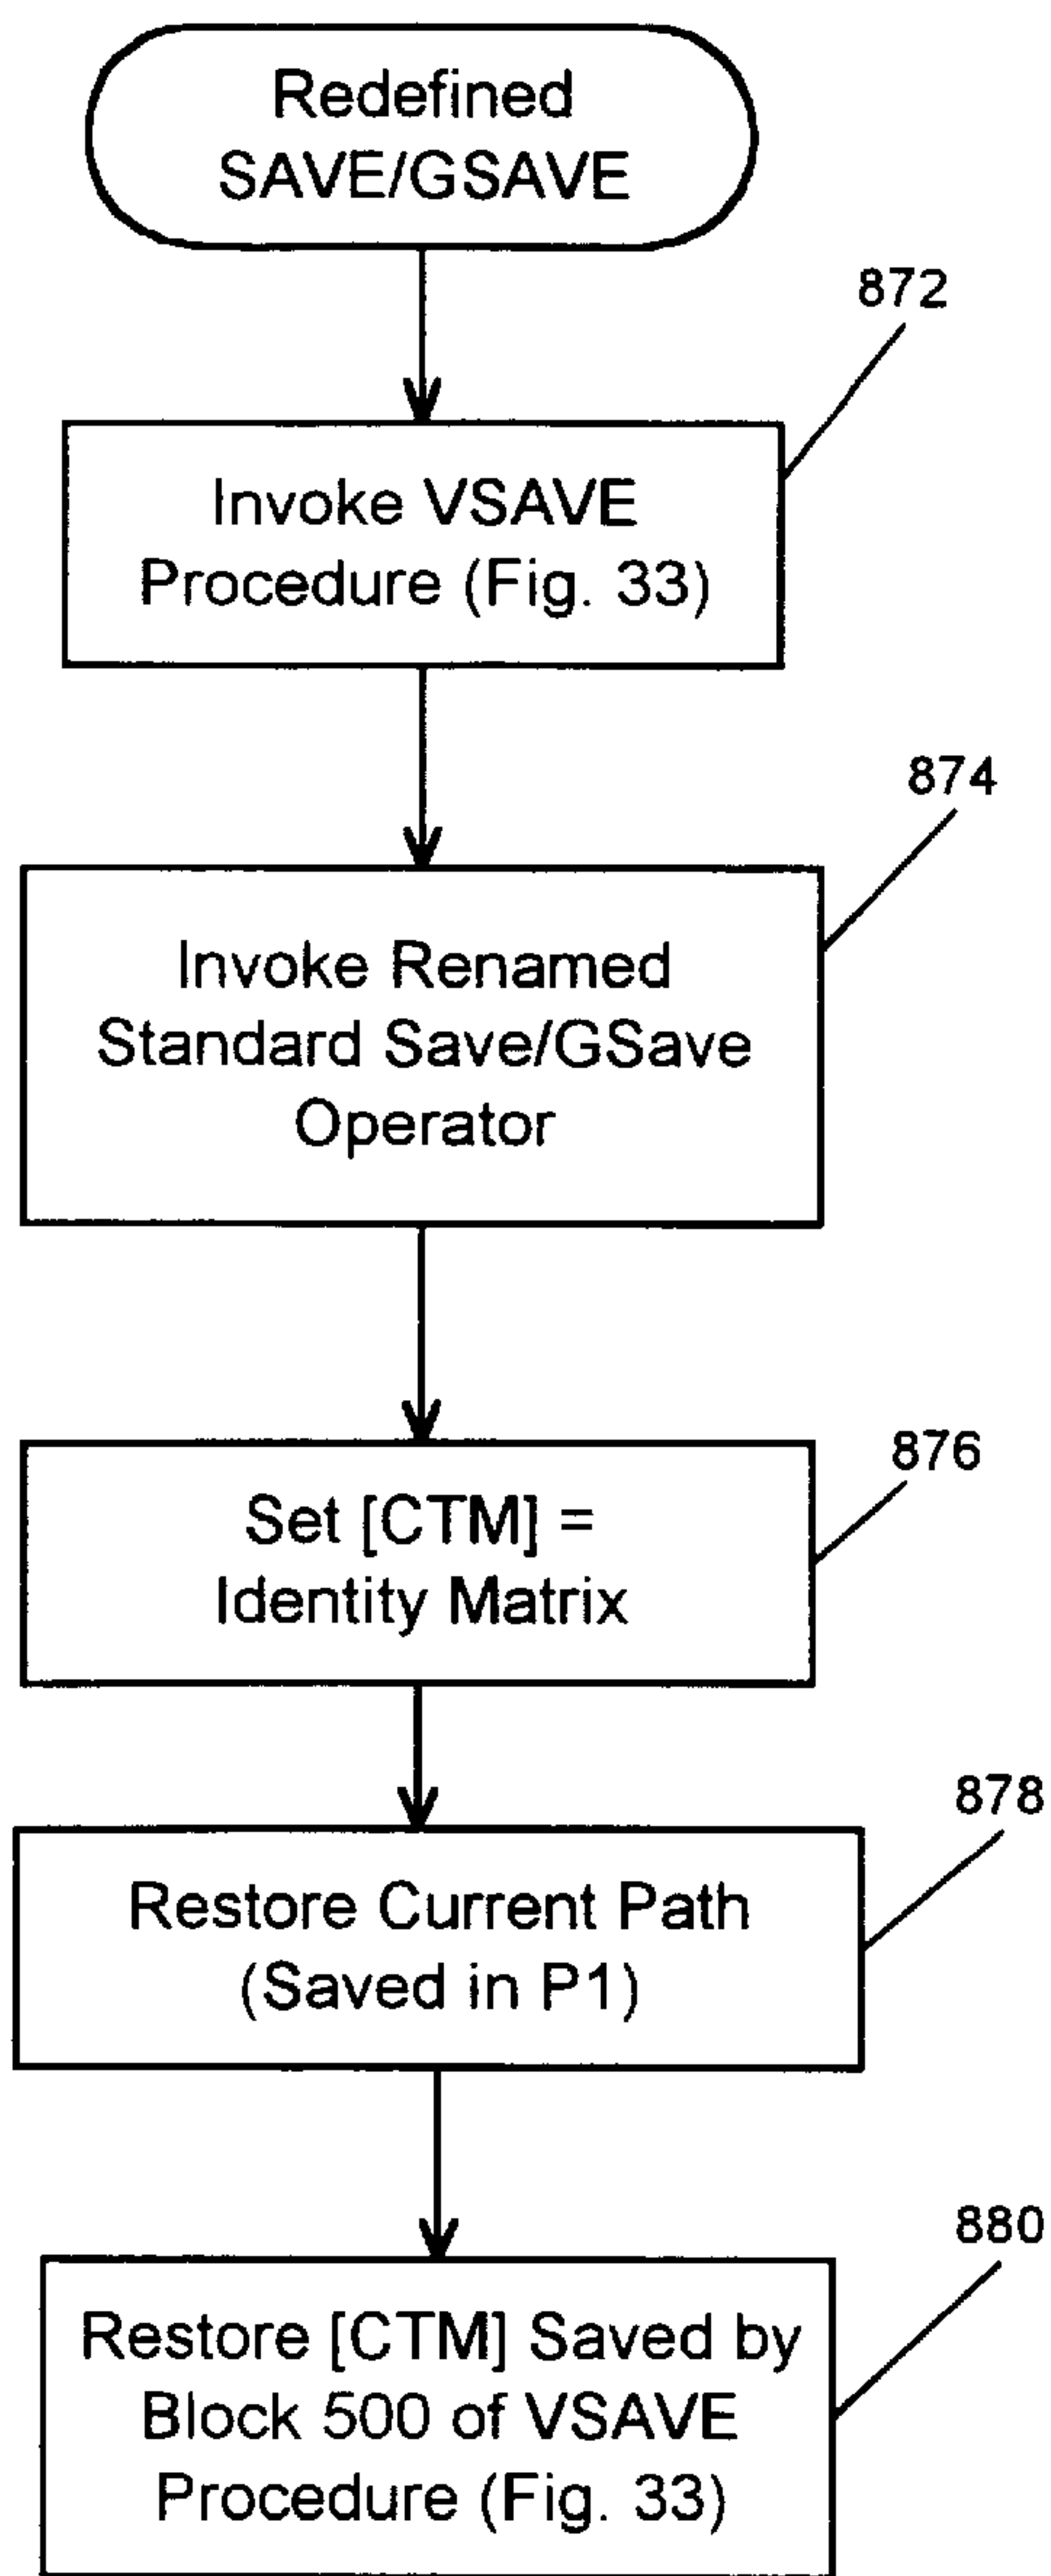 Redefined
SAVE/GSAVE
872
Invoke VSAVE
Procedure (Fig. 33)
874
Invoke Renamed
Standard Save/GSave
Operator
876
Set [CTM] =
Identity Matrix
878
Restore Current Path
(Saved in P1)
880
Restore [CTM] Saved by
Block 500 of VSAVE
Procedure (Fig. 33)